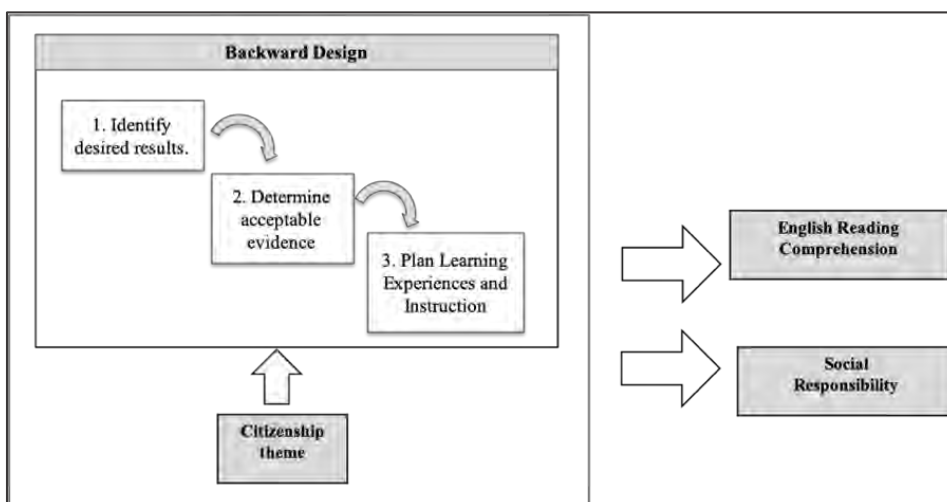 Backward Design
1. Identify
desired results.
2. Determine
acceptable
evidence
3. Plan Learning
Experiences and
Instruction
Citizenship
theme
English Reading
Comprehension
Social
Responsibility